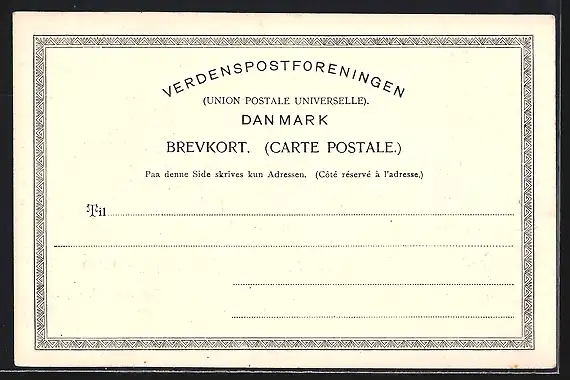 VERDENSPOSTFORENINGEN
(UNION POSTALE UNIVERSELLE).
DANMARK
BREVKORT. (CARTE POSTALE.)
Paa denne Side skrives kun Adressen. (Côté réservé à l'adresse.)
Til